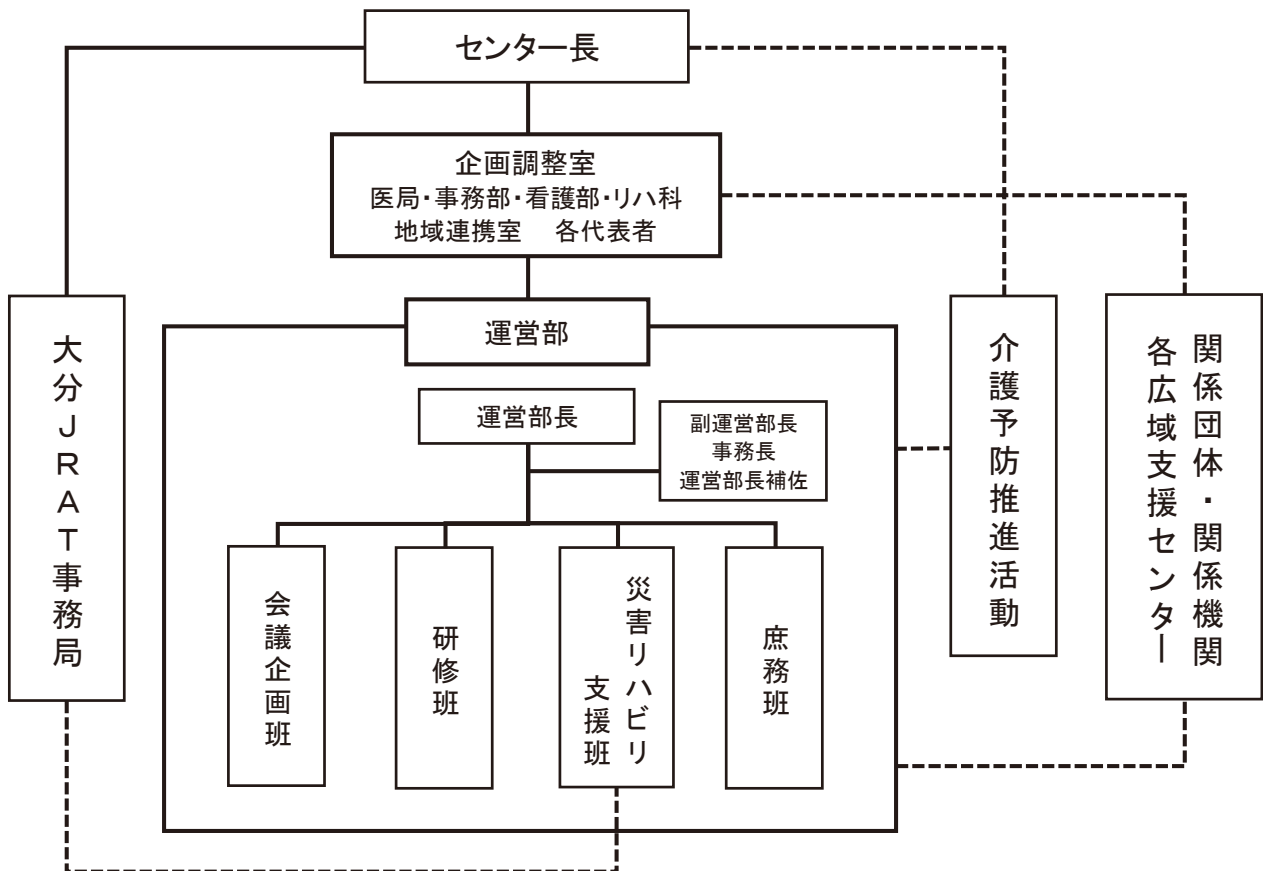 センター長
企画調整室
医局・事務部・看護部・リハ科
地域連携室　各代表者
運営部
運営部長
副運営部長
事務長
運営部長補佐
会議企画班
研修班
災害リハビリ
支援班
庶務班
大分JRAT事務局
介護予防推進活動
関係団体・関係機関
各広域支援センター